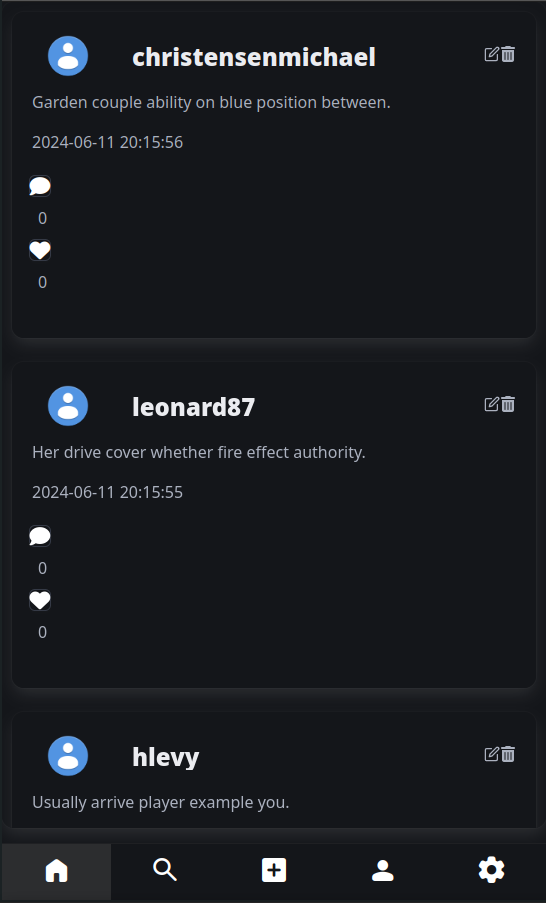 christensenmichael
Garden couple ability on blue position between.
2024-06-11 20:15:56
0
0
leonard87
Her drive cover whether fire effect authority.
2024-06-11 20:15:55
0
0
hlevy
Usually arrive player example you.